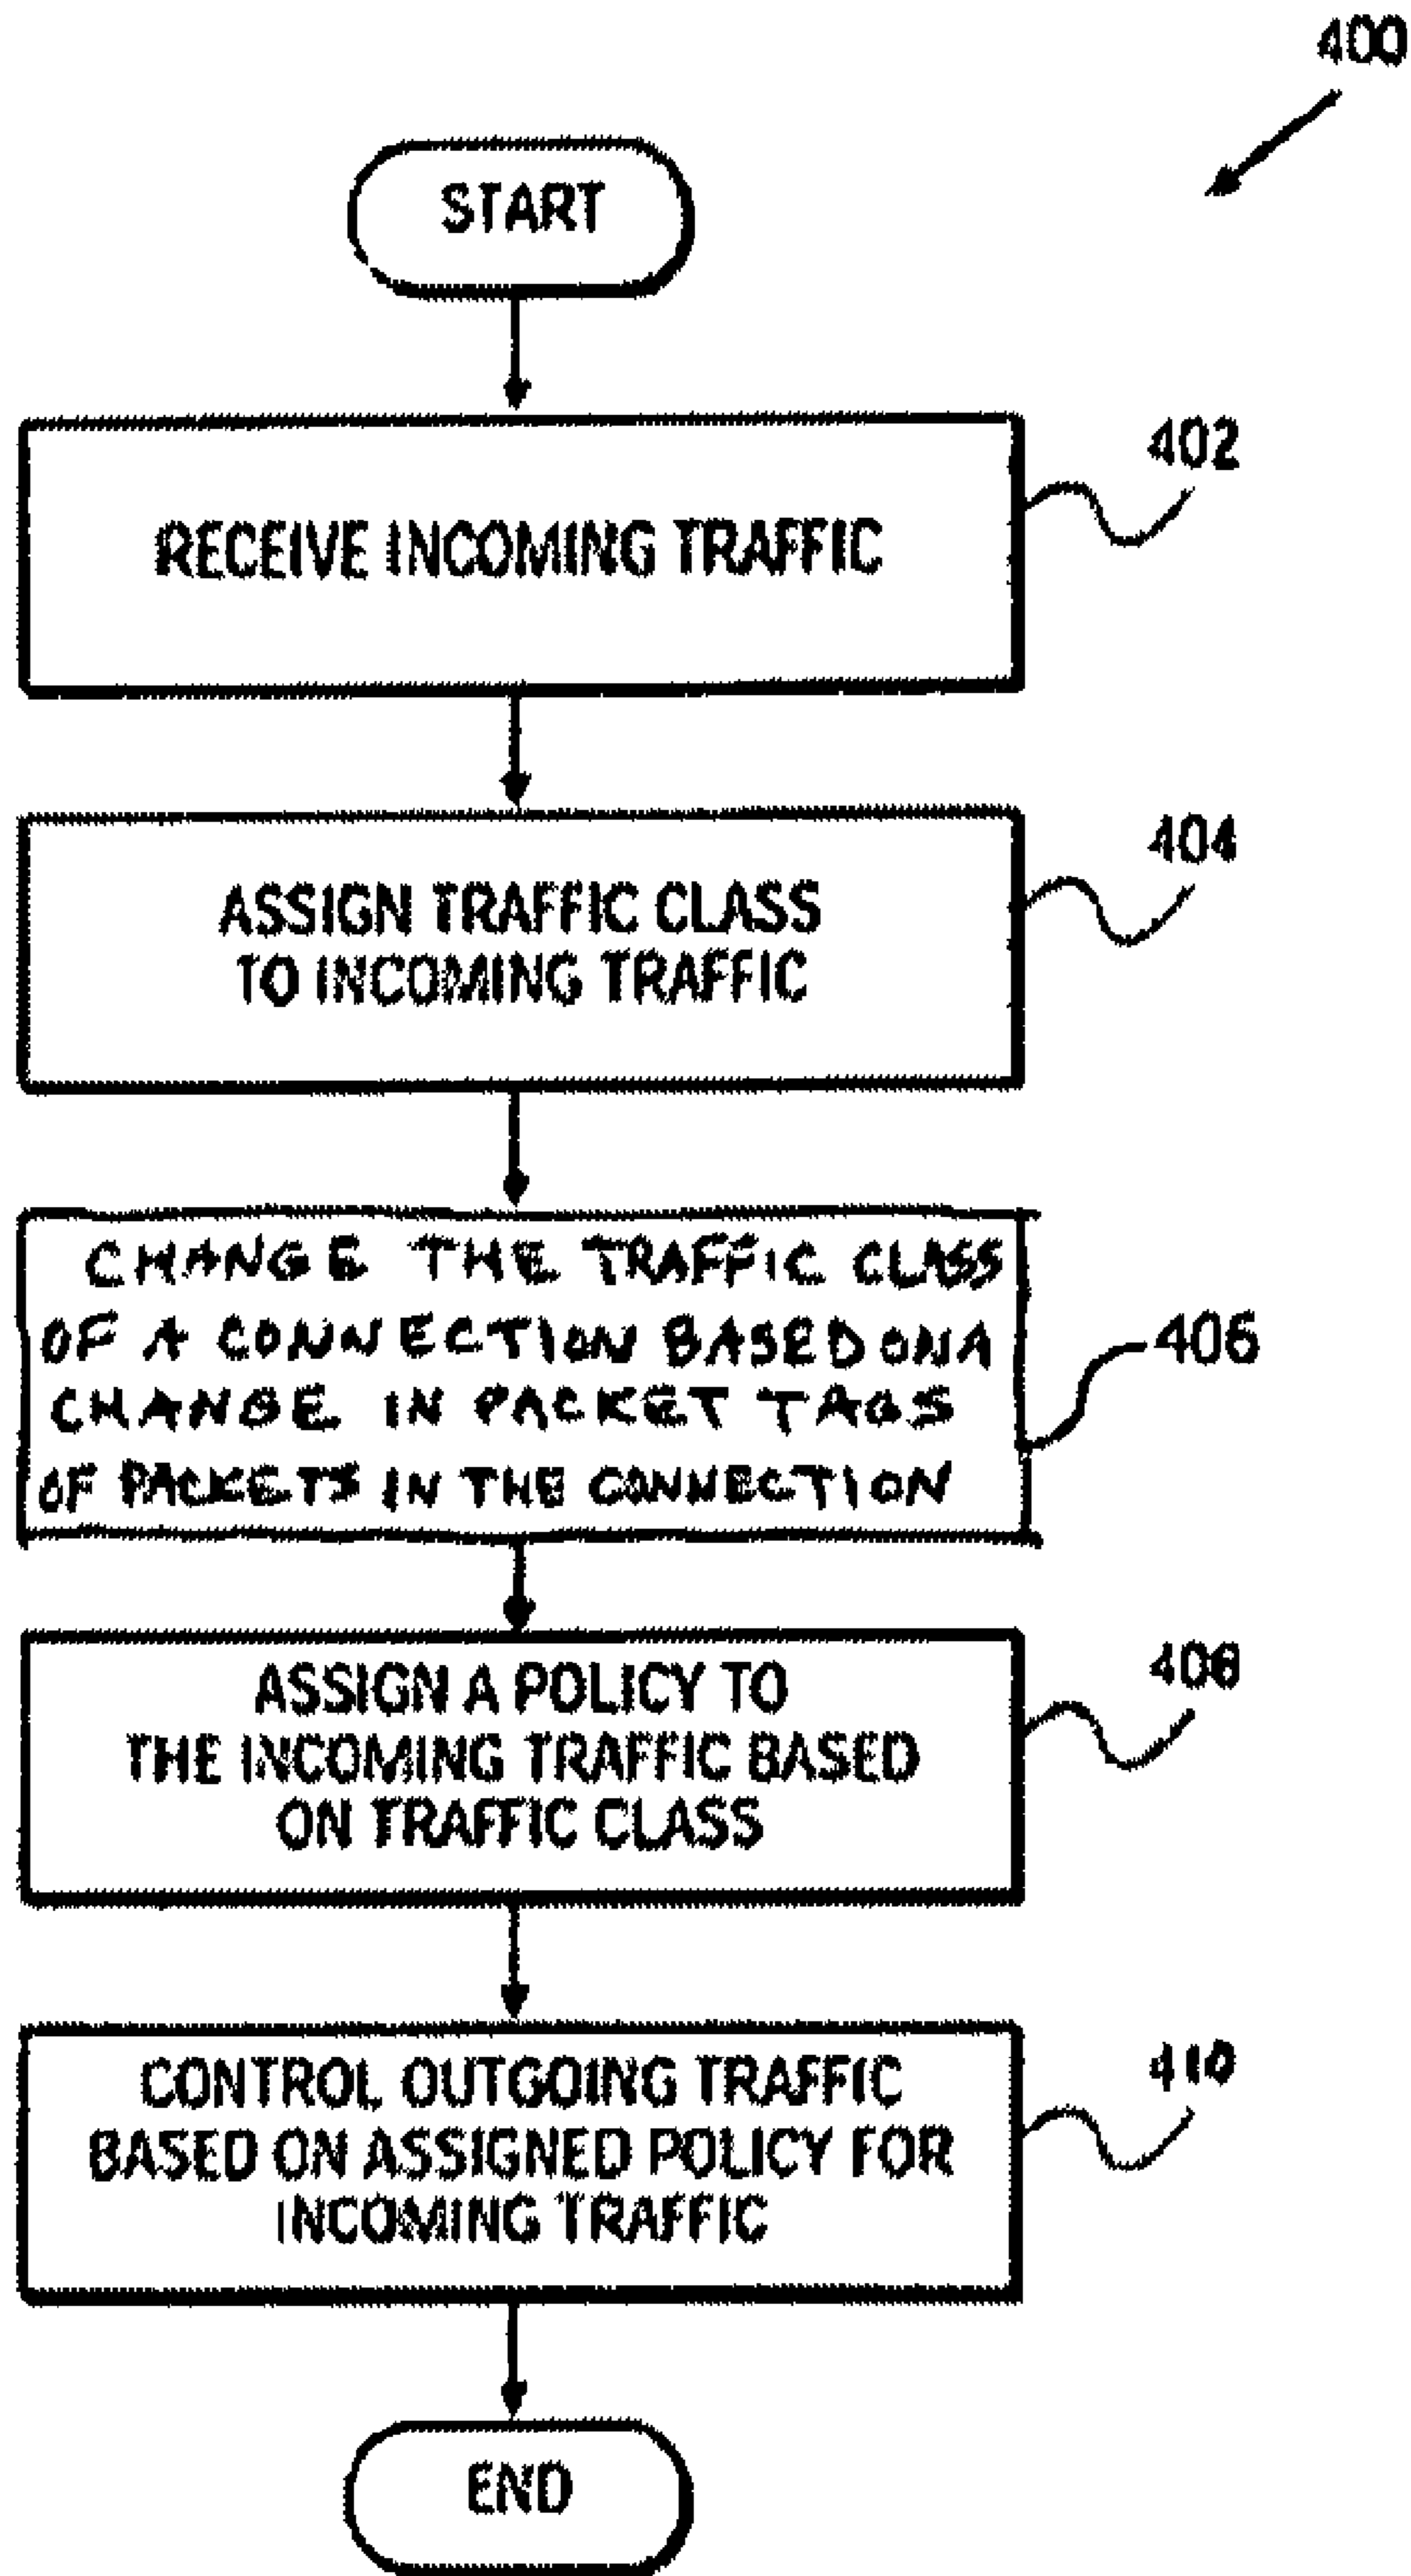 400
START
402
RECEIVE INCOMING TRAFFIC
404
ASSIGN TRAFFIC CLASS
TO INCOMING TRAFFIC
CHANGE THE TRAFFIC CLASS
OF A CONNECTION BASED ON A
CHANGE IN PACKET TAGS
OF PACKETS IN THE CONNECTION
406
408
ASSIGN A POLICY TO
THE INCOMING TRAFFIC BASED
ON TRAFFIC CLASS
410
CONTROL OUTGOING TRAFFIC
BASED ON ASSIGNED POLICY FOR
INCOMING TRAFFIC
END